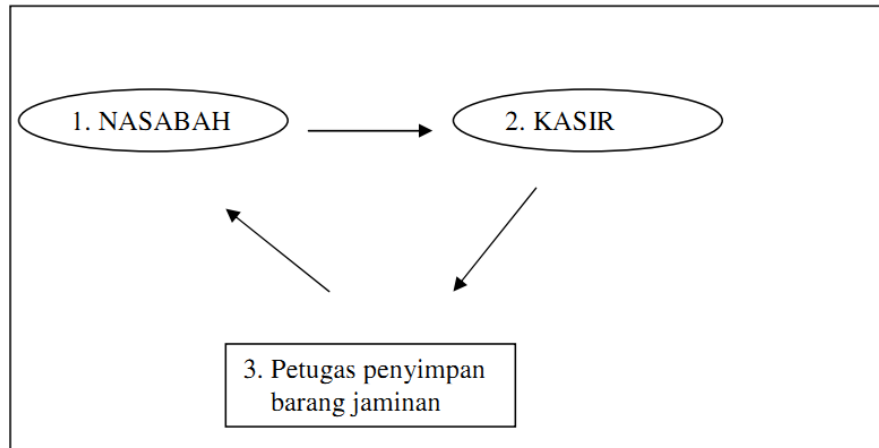 1. NASABAH
2. KASIR
3. Petugas penyimpan
barang jaminan